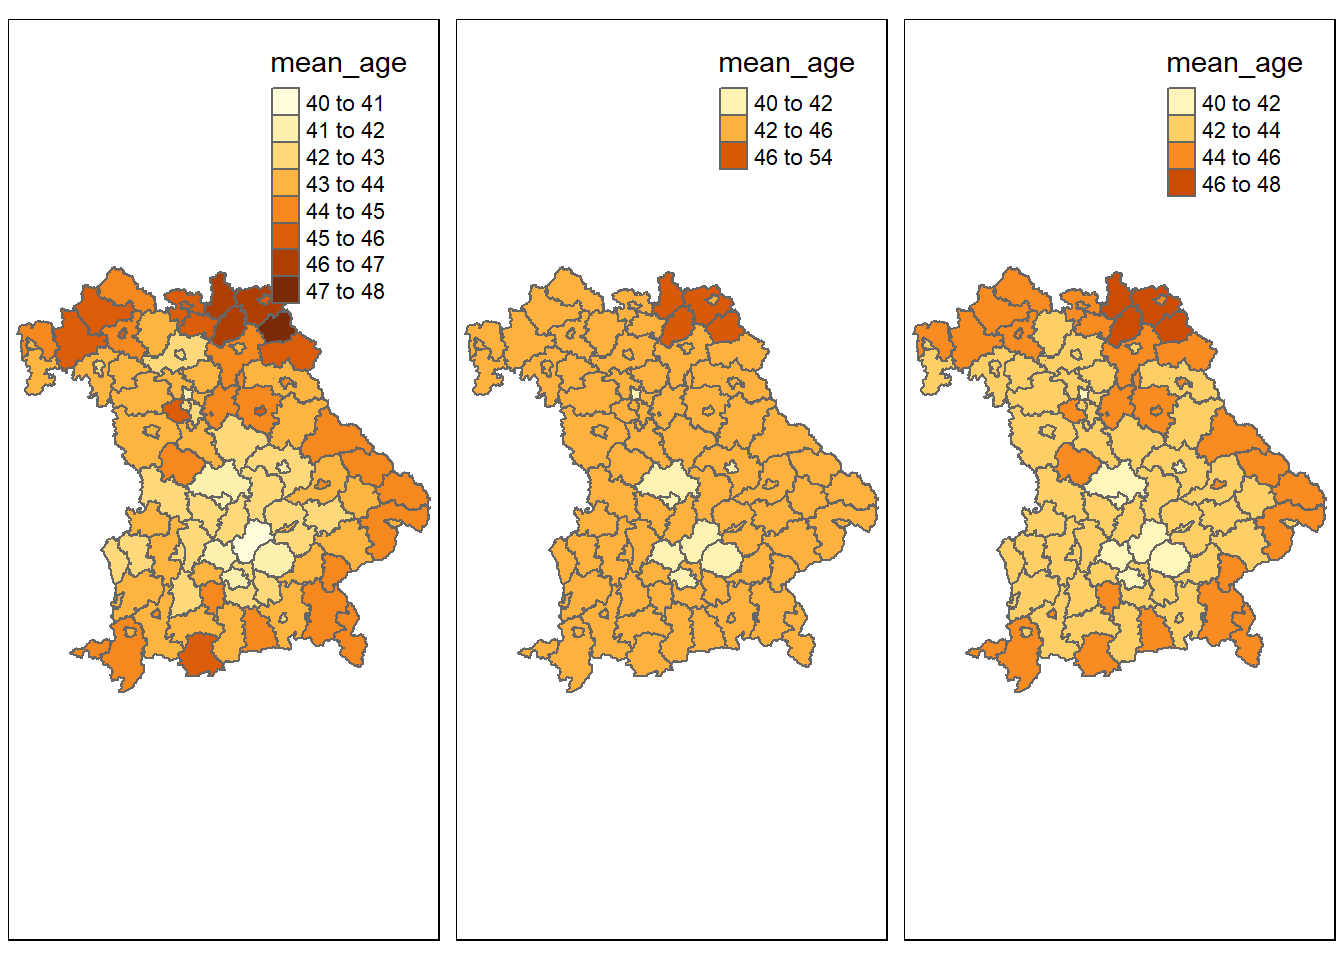 mean_age
40 to 41
41 to 42
42 to 43
43 to 44
44 to 45
45 to 46
46 to 47
47 to 48
mean_age
40 to 42
42 to 46
46 to 54
mean_age
40 to 42
42 to 44
44 to 46
46 to 48